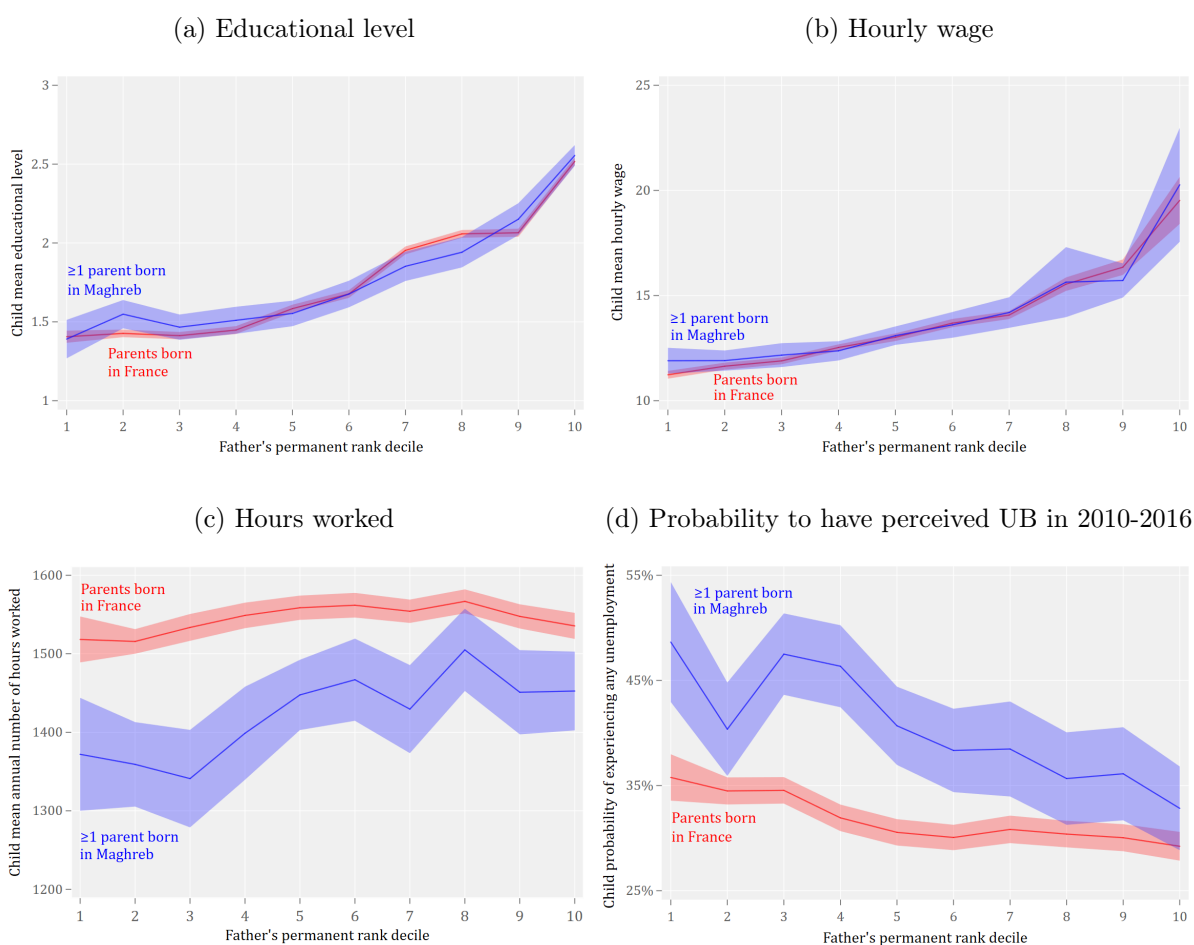 (a) Educational level
Child mean educational level
3
2.5
2
1.5
1
≥1 parent born
in Maghreb
Parents born
in France
1 2 3 4 5 6 7 8 9 10
Father's permanent rank decile
(b) Hourly wage
Child mean hourly wage
25
20
15
10
≥1 parent born
in Maghreb
Parents born
in France
1 2 3 4 5 6 7 8 9 10
Father's permanent rank decile
(c) Hours worked
Child mean annual number of hours worked
1600
1500
1400
1300
1200
Parents born
in France
≥1 parent born
in Maghreb
1 2 3 4 5 6 7 8 9 10
Father's permanent rank decile
(d) Probability to have perceived UB in 2010-2016
Child probability of experiencing any unemployment
55%
45%
35%
25%
≥1 parent born
in Maghreb
Parents born
in France
1 2 3 4 5 6 7 8 9 10
Father's permanent rank decile